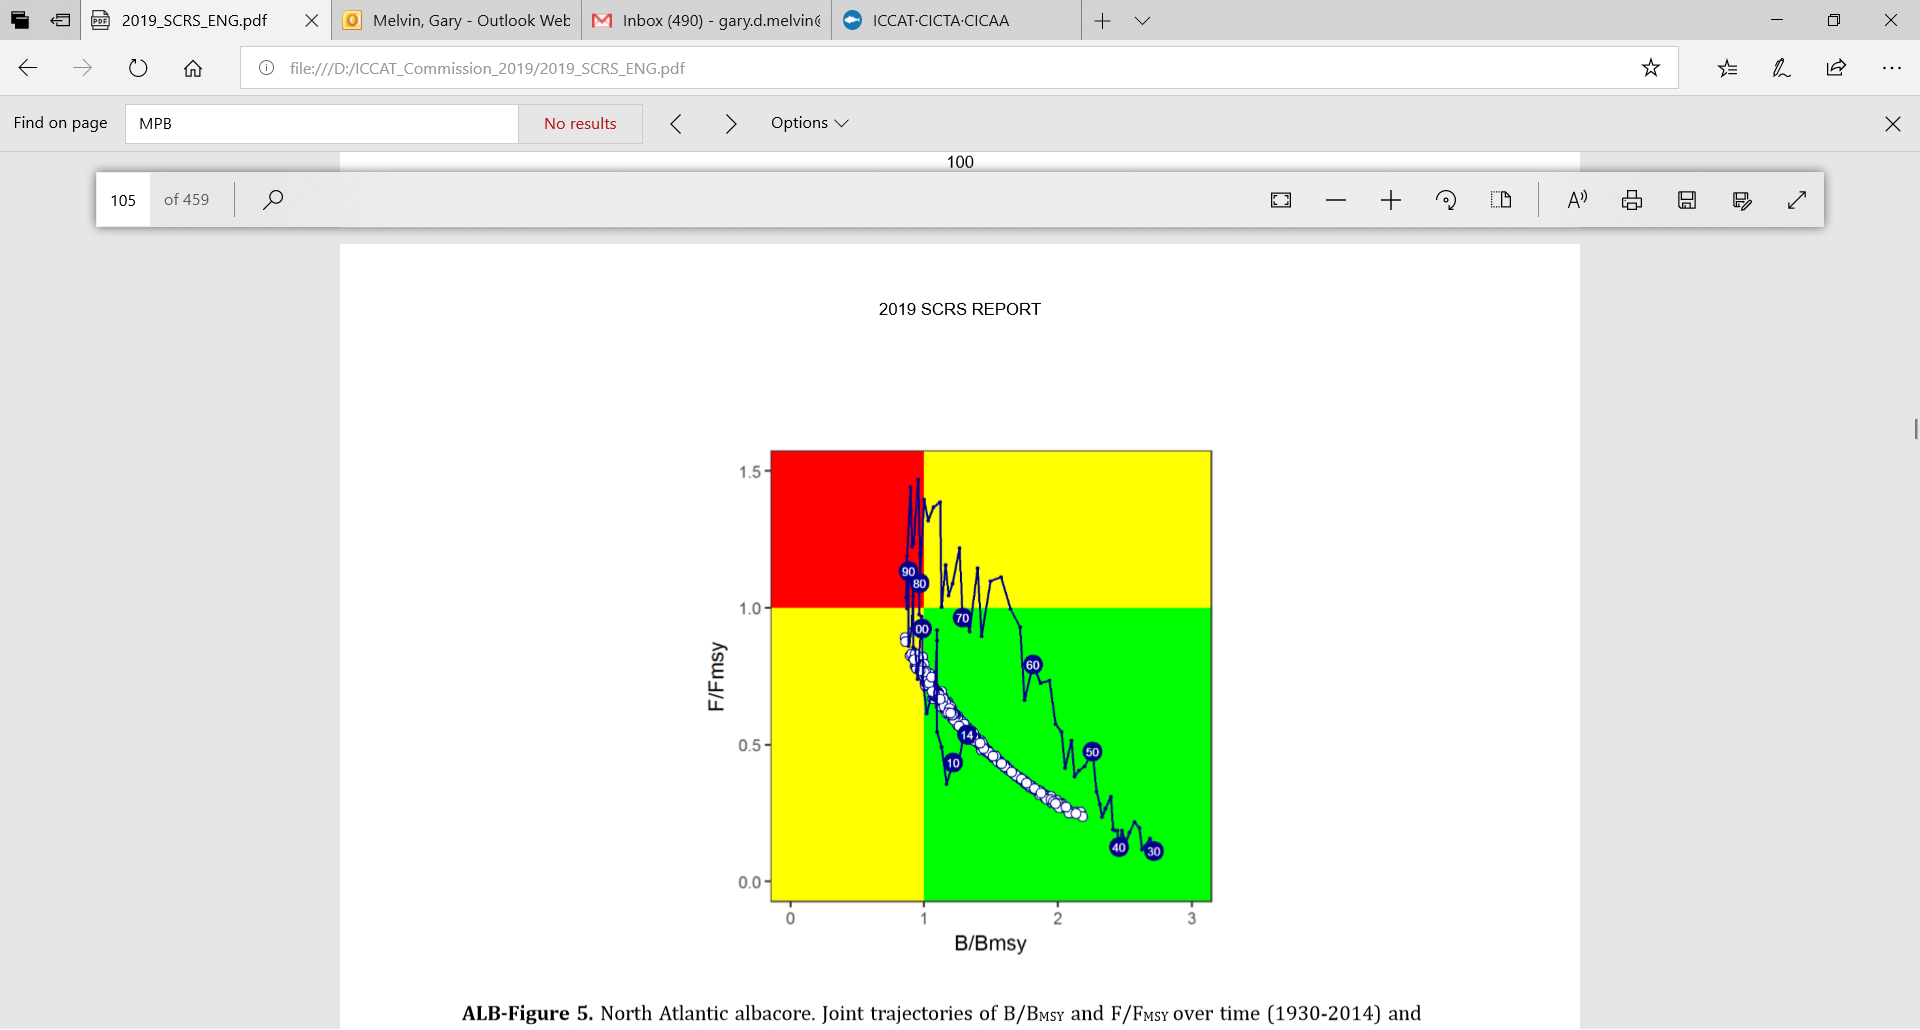 2019_SCRS_ENG.pdf
Melvin, Gary - Outlook Web
Inbox (490) - gary.d.melvin@
ICCAT·CICTA·CICAA
file:///D:/ICCAT_Commission_2019/2019_SCRS_ENG.pdf
Find on page
MPB
No results
Options
100
105 of 459
2019 SCRS REPORT
1.5
1.0
0.5
0.0
F/Fmsy
90
80
00
70
60
14
10
50
40
30
0 1 2 3
B/Bmsy
ALB-Figure 5. North Atlantic albacore. Joint trajectories of B/BMSY and F/FMSY over time (1930-2014) and